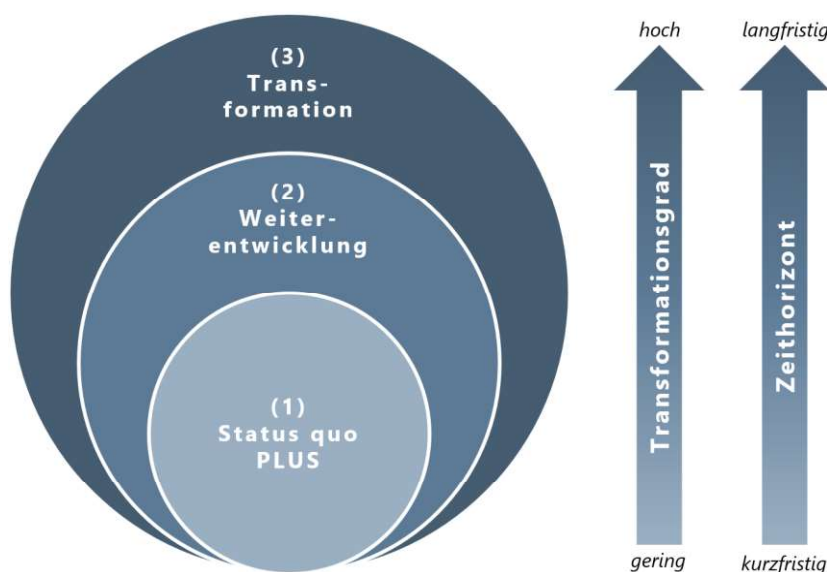 (3)
Trans-
formation
(2)
Weiter-
entwicklung
(1)
Status quo
PLUS
hoch
Transformationsgrad
gering
langfristig
Zeithorizont
kurzfristig